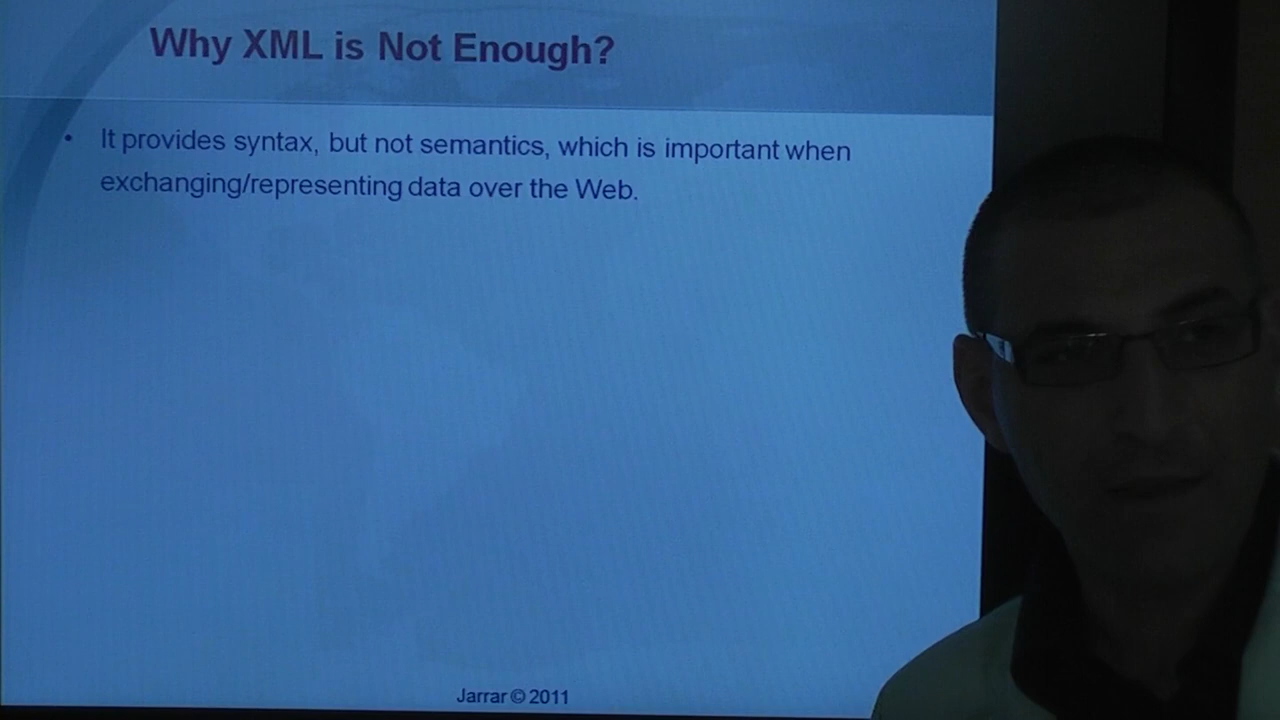 Why XML is Not Enough?
• It provides syntax, but not semantics, which is important when
exchanging/representing data over the Web.
Jarrar © 2011